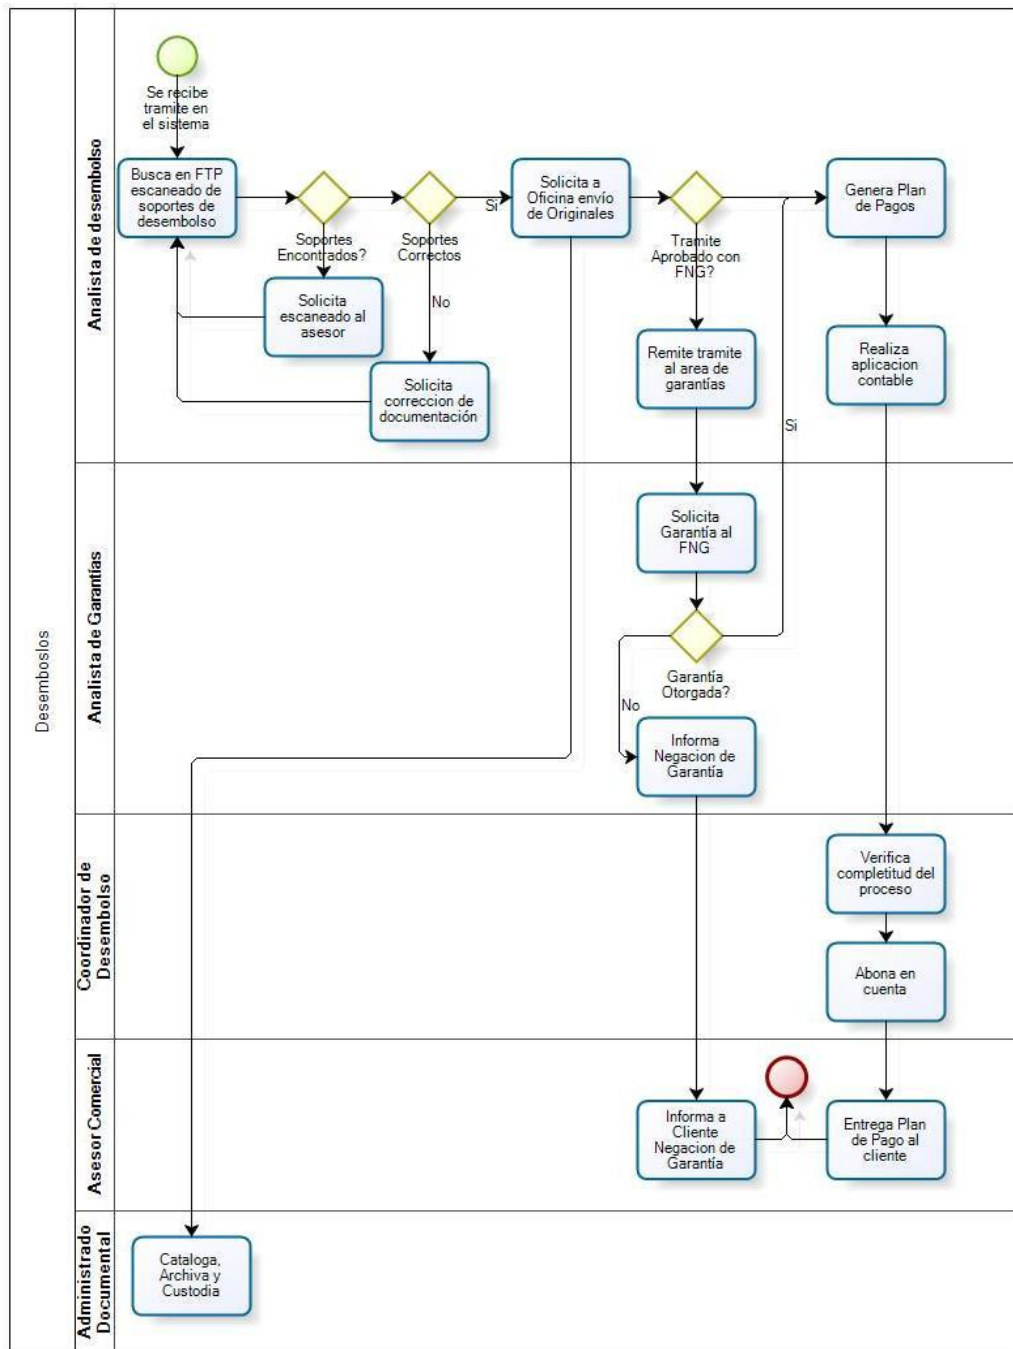 Desemboslos
Analista de desembolso
Se recibe
tramite en
el sistema
Busca en FTP
escaneado de
soportes de
desembolso
Soportes
Encontrados?
Soportes
Correctos
Si
No
Solicita
escaneado al
asesor
Solicita
correccion de
documentación
Solicita a
Oficina envío
de Originales
Tramite
Aprobado con
FNG?
Remite tramite
al area de
garantías
Genera Plan
de Pagos
Realiza
aplicacion
contable
Si
Analista de Garantías
Solicita
Garantía al
FNG
Garantía
Otorgada?
No
Informa
Negacion de
Garantía
Coordinador de
Desembolso
Verifica
completitud del
proceso
Abona en
cuenta
Asesor Comercial
Informa a
Cliente
Negacion de
Garantía
Entrega Plan
de Pago al
cliente
Administrado
Documental
Cataloga,
Archiva y
Custodia